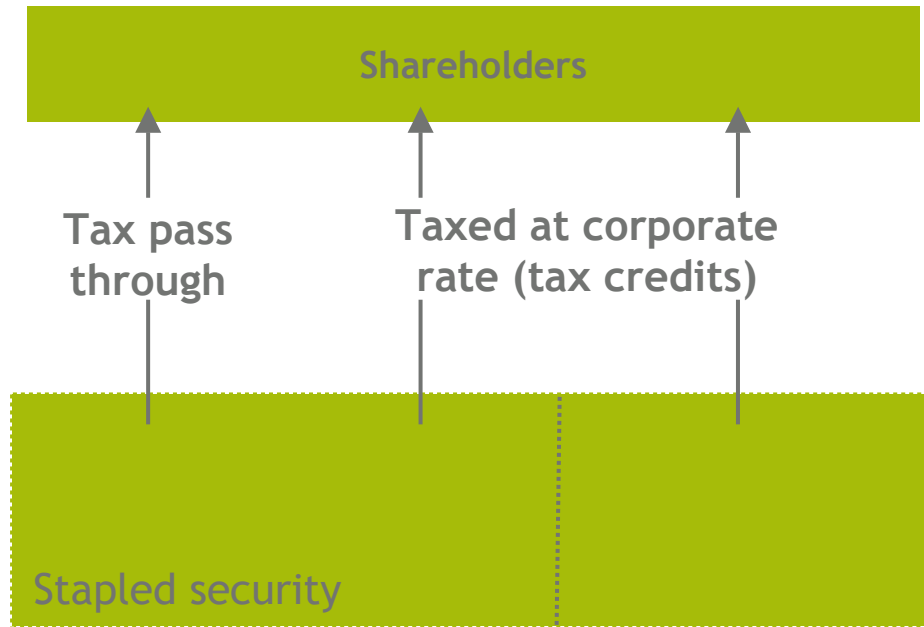 Shareholders
Tax pass
through
Taxed at corporate
rate (tax credits)
Stapled security